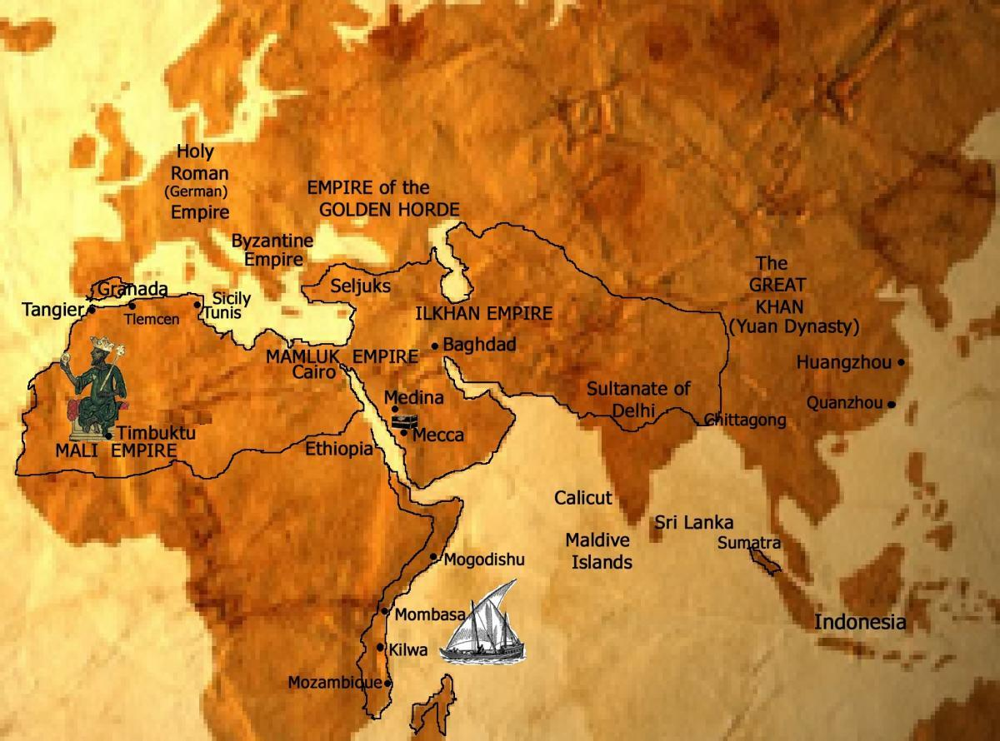 Holy
Roman
(German)
Empire
EMPIRE of the
GOLDEN HORDE
Byzantine
Empire
The
GREAT
KHAN
(Yuan Dynasty)
Granada
Seljuks
Tangier
Sicily
Tlemcen
Tunis
ILKHAN EMPIRE
Baghdad
MAMLUK EMPIRE
Cairo
Huangzhou
Medina
Sultanate of
Delhi
Quanzhou
Chittagong
Timbuktu
Mecca
MALI EMPIRE
Ethiopia
Calicut
Sri Lanka
Maldive
Islands
Sumatra
Mogodishu
Mombasa
Indonesia
Kilwa
Mozambique